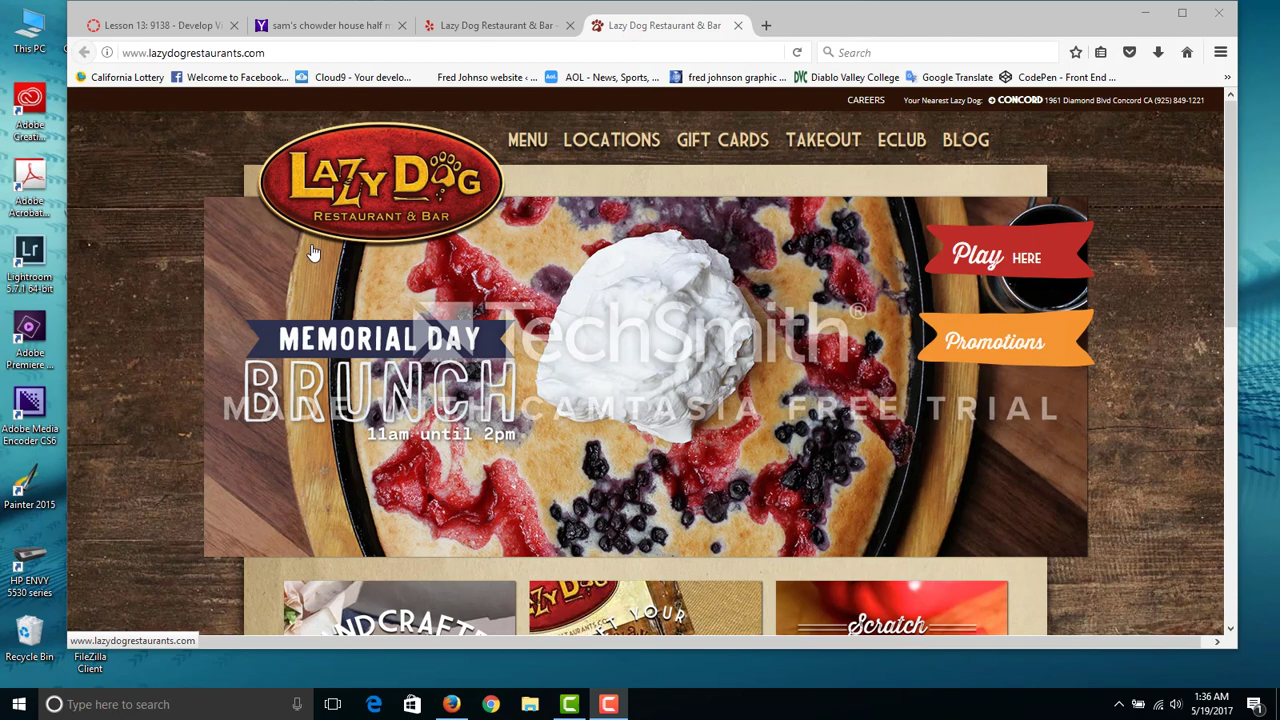 This PC
Adobe
Creati...
Adobe
Acrobat...
Lightroom
5.7.1 64-bit
Adobe
Premiere ...
Adobe Media
Encoder CS6
Painter 2015
HP ENVY
5530 series
Recycle Bin
FileZilla
Client
Lesson 13: 9138 - Develop V
sam's chowder house half m
Lazy Dog Restaurant & Bar -
Lazy Dog Restaurant & Bar
www.lazydogrestaurants.com
Search
California Lottery
Welcome to Facebook...
Cloud9 - Your develo...
Fred Johnso website ‹ ...
AOL - News, Sports, ...
fred johnson graphic ...
DVC Diablo Valley College
Google Translate
CodePen - Front End ...
CAREERS Your Nearest Lazy Dog: CONCORD 1961 Diamond Blvd Concord CA (925) 849-1221
MENU LOCATIONS GIFT CARDS TAKEOUT ECLUB BLOG
LAZY DOG
RESTAURANT & BAR
Play HERE
Promotions
MEMORIAL DAY
BRUNCH
11am until 2pm
TechSmith®
MADE WITH CAMTASIA FREE TRIAL
Scratch
www.lazydogrestaurants.com
Type here to search
1:36 AM
5/19/2017